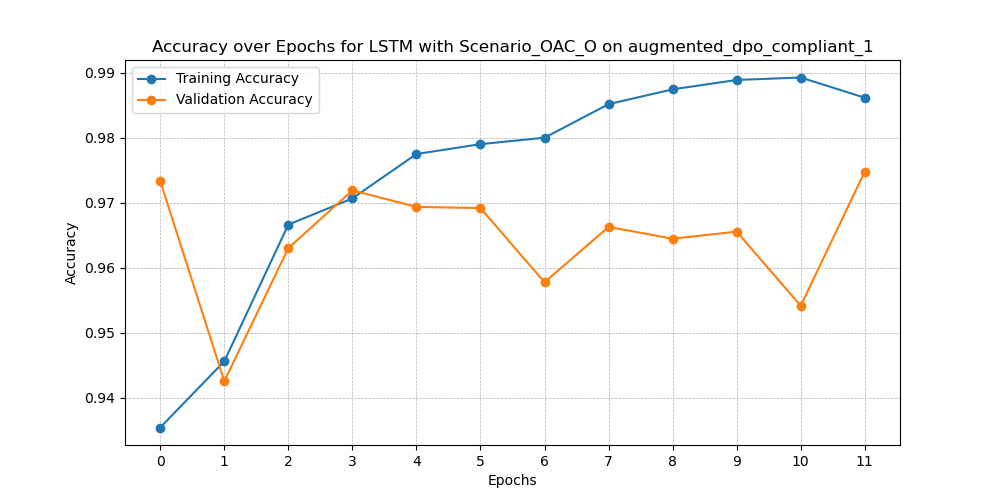 Accuracy over Epochs for LSTM with Scenario_OAC_O on augmented_dpo_compliant_1
Training Accuracy
Validation Accuracy
0.99
0.98
0.97
0.96
0.95
0.94
Accuracy
0 1 2 3 4 5 6 7 8 9 10 11
Epochs